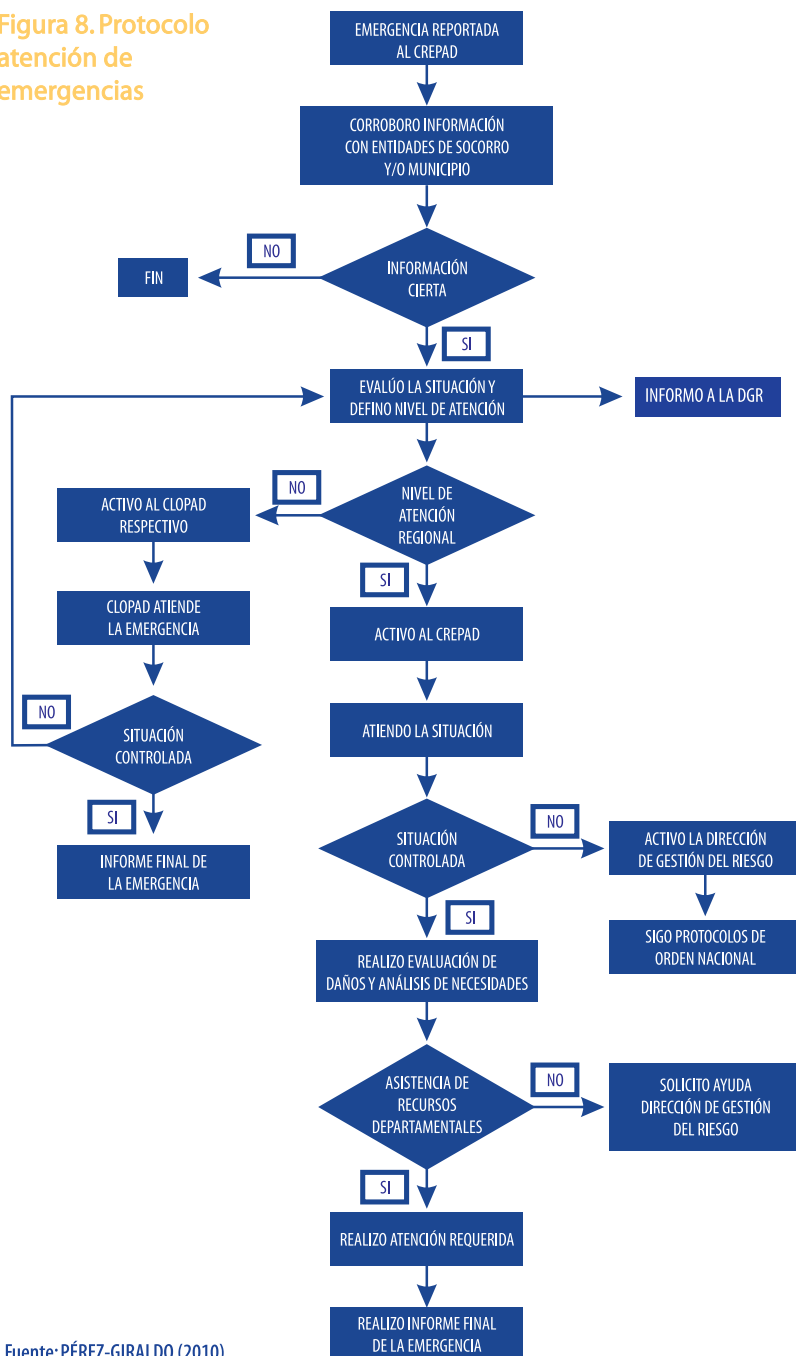 Figura 8. Protocolo
atención de
emergencias
EMERGENCIA REPORTADA
AL CREPAD
CORROBORO INFORMACIÓN
CON ENTIDADES DE SOCORRO
Y/O MUNICIPIO
NO
FIN
INFORMACIÓN
CIERTA
SI
EVALÚO LA SITUACIÓN Y
DEFINO NIVEL DE ATENCIÓN
INFORMO A LA DGR
NO
NIVEL DE
ATENCIÓN
REGIONAL
ACTIVO AL CLOPAD
RESPECTIVO
SI
CLOPAD ATIENDE
LA EMERGENCIA
ACTIVO AL CREPAD
NO
SITUACIÓN
CONTROLADA
ATIENDO LA SITUACIÓN
SI
INFORME FINAL DE
LA EMERGENCIA
SITUACIÓN
CONTROLADA
NO
ACTIVO LA DIRECCIÓN
DE GESTIÓN DEL RIESGO
SI
SIGO PROTOCOLOS DE
ORDEN NACIONAL
REALIZO EVALUACIÓN DE
DAÑOS Y ANÁLISIS DE NECESIDADES
ASISTENCIA DE
RECURSOS
DEPARTAMENTALES
NO
SOLICITO AYUDA
DIRECCIÓN DE GESTIÓN
DEL RIESGO
SI
REALIZO ATENCIÓN REQUERIDA
REALIZO INFORME FINAL
DE LA EMERGENCIA
Fuente: PÉREZ-GIRALDO (2010)